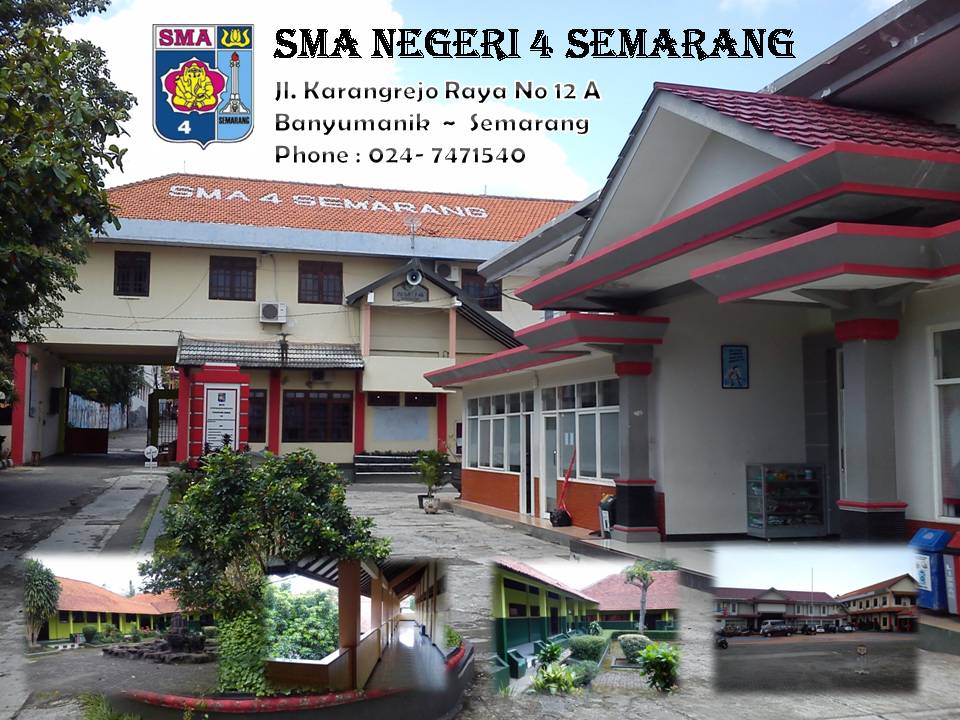 SMA
4
SEMARANG
SMA NEGERI 4 SEMARANG
Jl. Karangrejo Raya No 12 A
Banyumanik ~ Semarang
Phone : 024- 7471540
SMA 4 SEMARANG